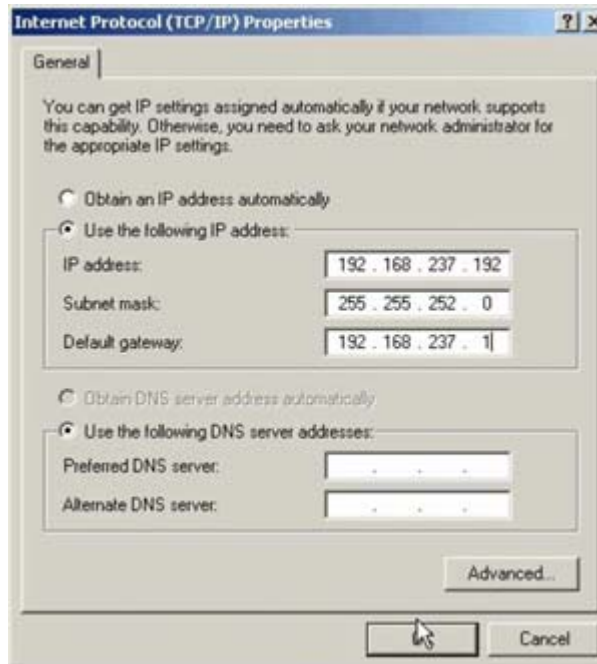 Internet Protocol (TCP/IP) Properties
General
You can get IP settings assigned automatically if your network supports
this capability. Otherwise, you need to ask your network administrator for
the appropriate IP settings.
Obtain an IP address automatically
Use the following IP address:
IP address: 192 . 168 . 237 . 192
Subnet mask: 255 . 255 . 252 . 0
Default gateway: 192 . 168 . 237 . 1
Obtain DNS server address automatically
Use the following DNS server addresses:
Preferred DNS server: . . .
Alternate DNS server: . . .
Advanced...
Cancel